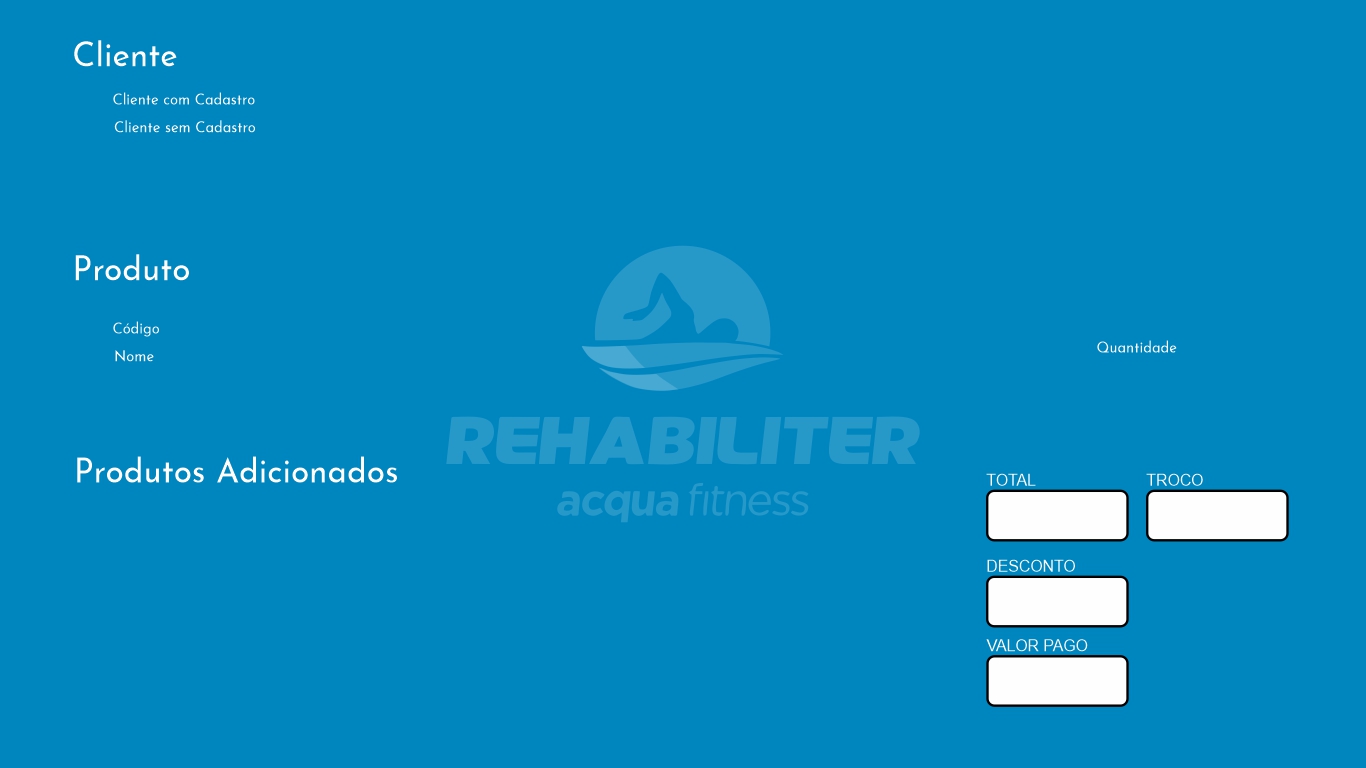 Cliente
Cliente com Cadastro
Cliente sem Cadastro
Produto
Código
Nome
Quantidade
REHABILITER
acqua fitness
Produtos Adicionados
TOTAL TROCO
DESCONTO
VALOR PAGO